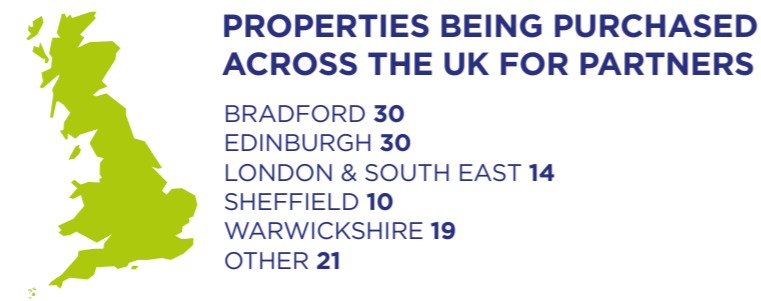 PROPERTIES BEING PURCHASED
ACROSS THE UK FOR PARTNERS
BRADFORD 30
EDINBURGH 30
LONDON & SOUTH EAST 14
SHEFFIELD 10
WARWICKSHIRE 19
OTHER 21